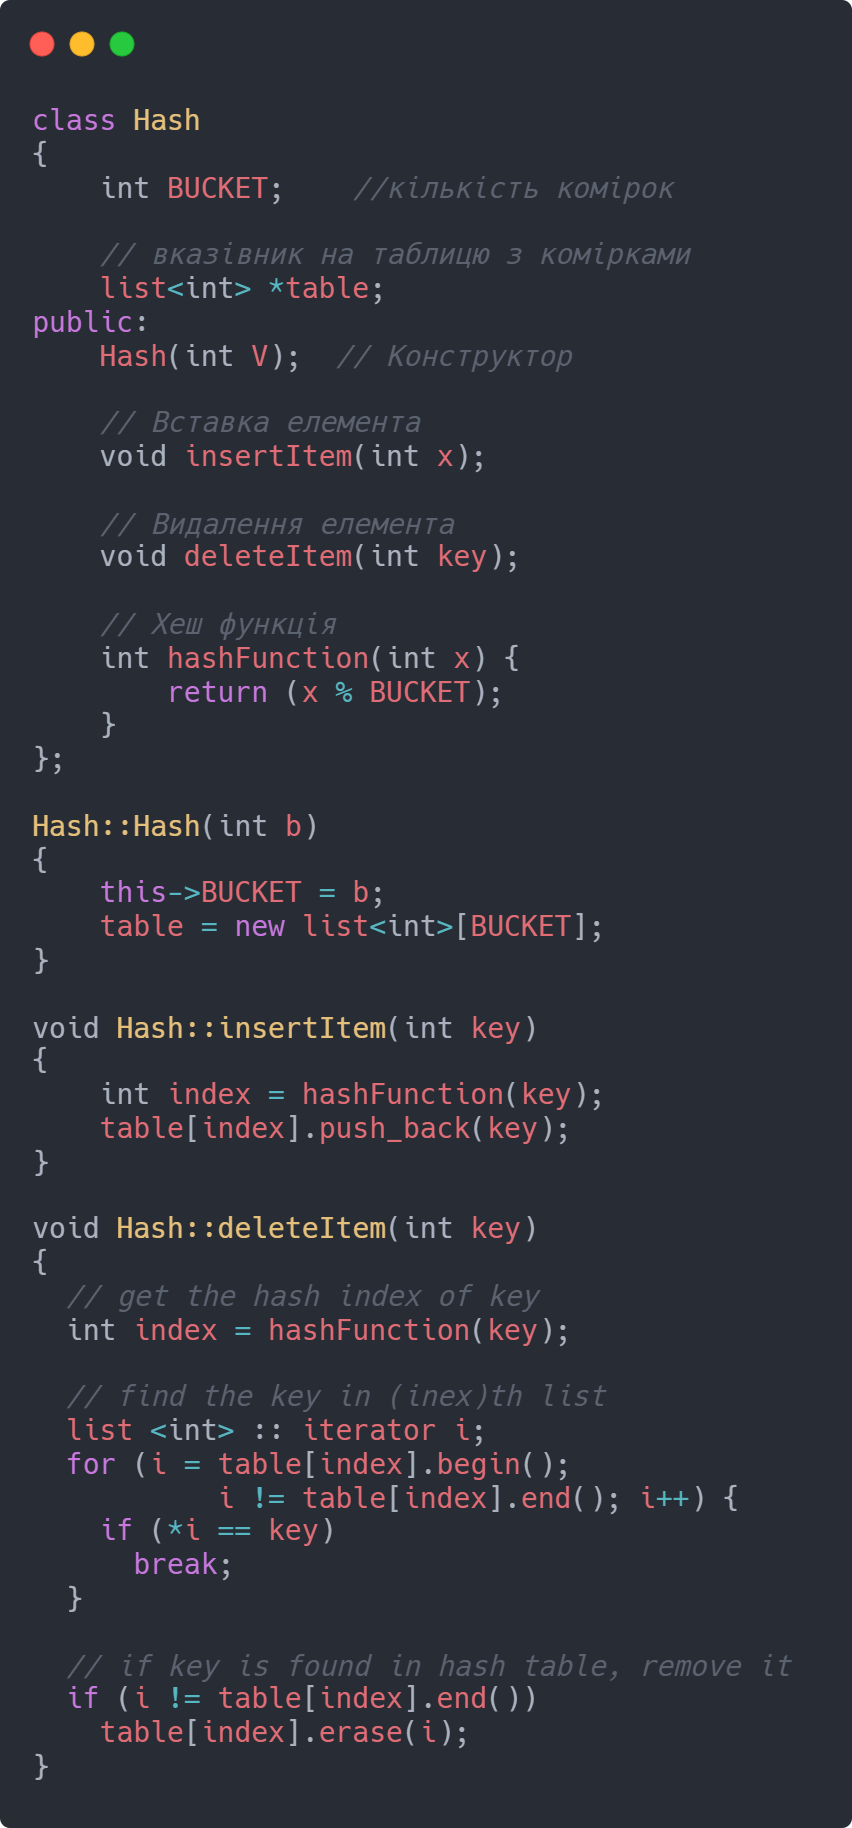 class Hash
{
    int BUCKET;    //кількість комірок

    // вказівник на таблицю з комірками
    list<int> *table;
public:
    Hash(int V);  // Конструктор

    // Вставка елемента
    void insertItem(int x);

    // Видалення елемента
    void deleteItem(int key);

    // Хеш функція
    int hashFunction(int x) {
        return (x % BUCKET);
    }
};

Hash::Hash(int b)
{
    this->BUCKET = b;
    table = new list<int>[BUCKET];
}

void Hash::insertItem(int key)
{
    int index = hashFunction(key);
    table[index].push_back(key);
}

void Hash::deleteItem(int key)
{
  // get the hash index of key
  int index = hashFunction(key);

  // find the key in (inex)th list
  list <int> :: iterator i;
  for (i = table[index].begin();
           i != table[index].end(); i++) {
    if (*i == key)
      break;
  }

  // if key is found in hash table, remove it
  if (i != table[index].end())
    table[index].erase(i);
}